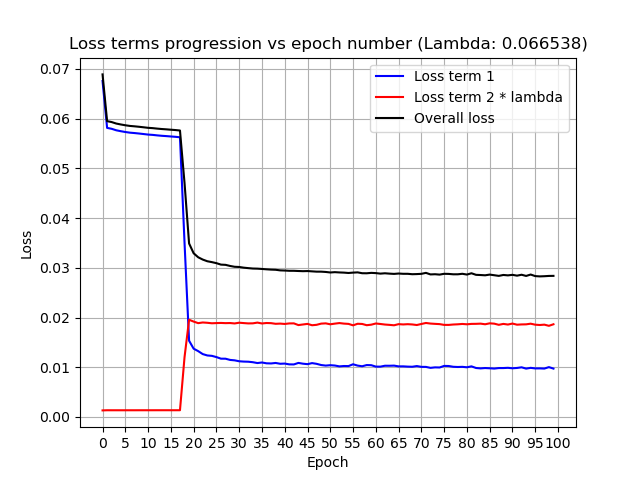 Loss terms progression vs epoch number (Lambda: 0.066538)
0.07
0.06
0.05
0.04
0.03
0.02
0.01
0.00
Loss
Loss term 1
Loss term 2 * lambda
Overall loss
0 5 10 15 20 25 30 35 40 45 50 55 60 65 70 75 80 85 90 95 100
Epoch